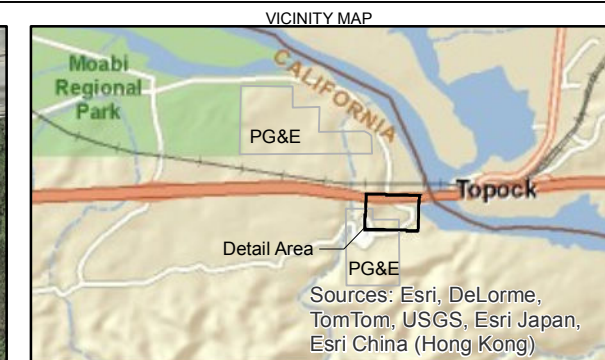 VICINITY MAP
Moabi
Regional
Park
CALIFORNIA
PG&E
Topock
Detail Area
PG&E
Sources: Esri, DeLorme,
TomTom, USGS, Esri Japan,
Esri China (Hong Kong)